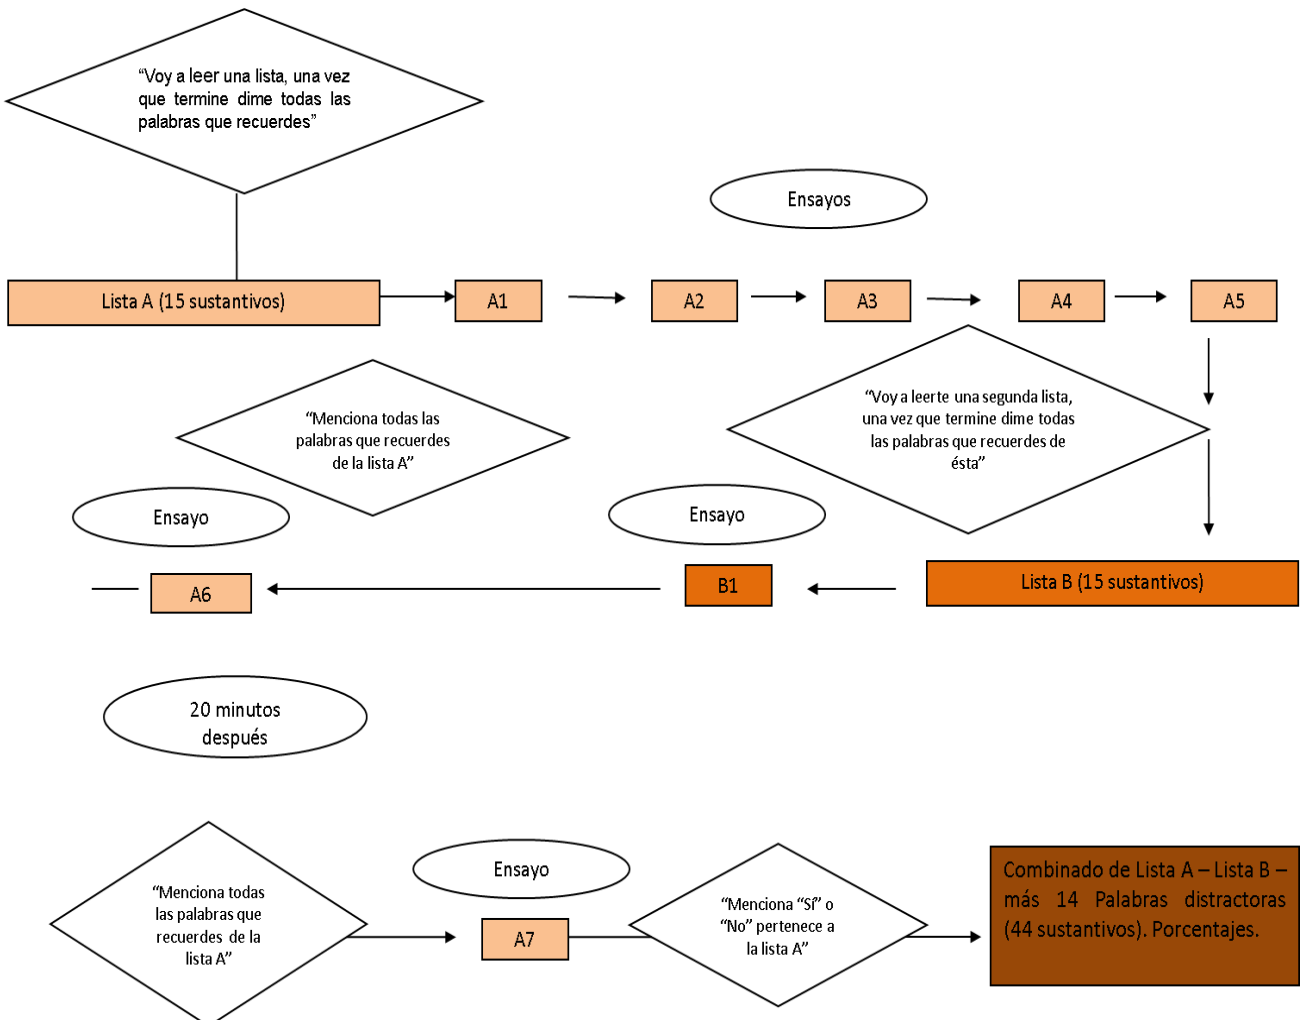 “Voy a leer una lista, una vez
que termine dime todas las
palabras que recuerdes”
Ensayos
Lista A (15 sustantivos)
A1
A2
A3
A4
A5
“Menciona todas las
palabras que recuerdes
de la lista A”
“Voy a leerte una segunda lista,
una vez que termine dime todas
las palabras que recuerdes de
ésta”
Ensayo
Ensayo
A6
B1
Lista B (15 sustantivos)
20 minutos
después
“Menciona todas
las palabras que
recuerdes de la
lista A”
Ensayo
A7
“Menciona “Sí” o
“No” pertenece a
la lista A”
Combinado de Lista A – Lista B –
más 14 Palabras distractoras
(44 sustantivos). Porcentajes.